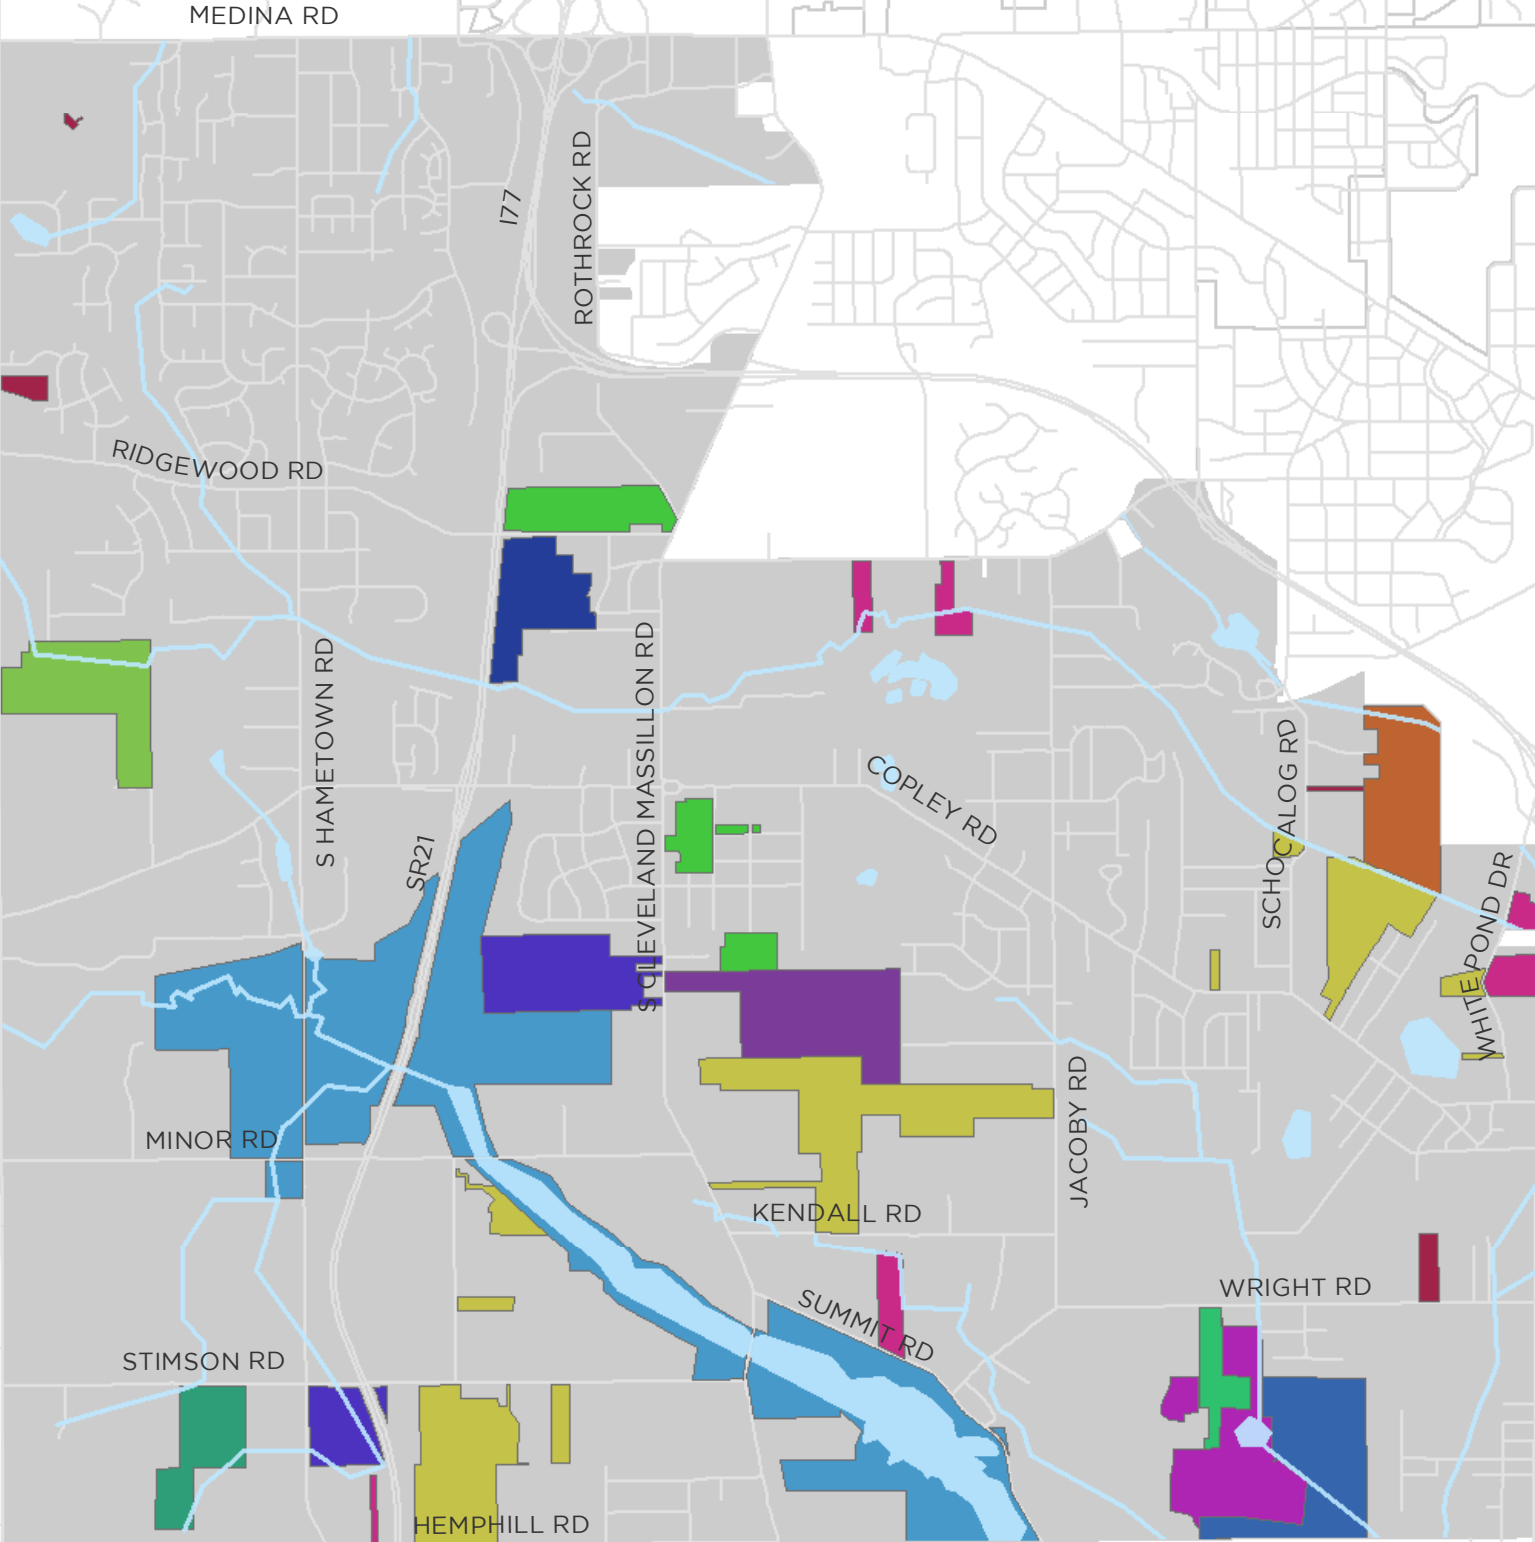 MEDINA RD
I77
ROTHROCK RD
RIDGEWOOD RD
S HAMETOWN RD
S CLEVELAND MASSILLON RD
SR21
COPLEY RD
SCHOCALOG RD
WHITE POND DR
JACOBY RD
MINOR RD
KENDALL RD
WRIGHT RD
SUMMIT RD
STIMSON RD
HEMPHILL RD